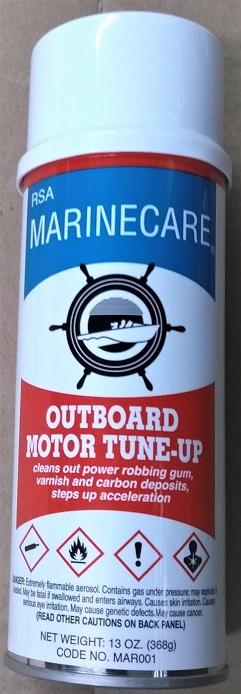 RSA
MARINECARE®
OUTBOARD
MOTOR TUNE-UP
cleans out power robbing gum,
varnish and carbon deposits,
steps up acceleration
DANGER: Extremely flammable aerosol. Contains gas under pressure; may explode if
heated. May be fatal if swallowed and enters airways. Causes skin irritation. Causes
serious eye irritation. May cause genetic defects. May cause cancer.
(READ OTHER CAUTIONS ON BACK PANEL)
NET WEIGHT: 13 OZ. (368g)
CODE NO. MAR001